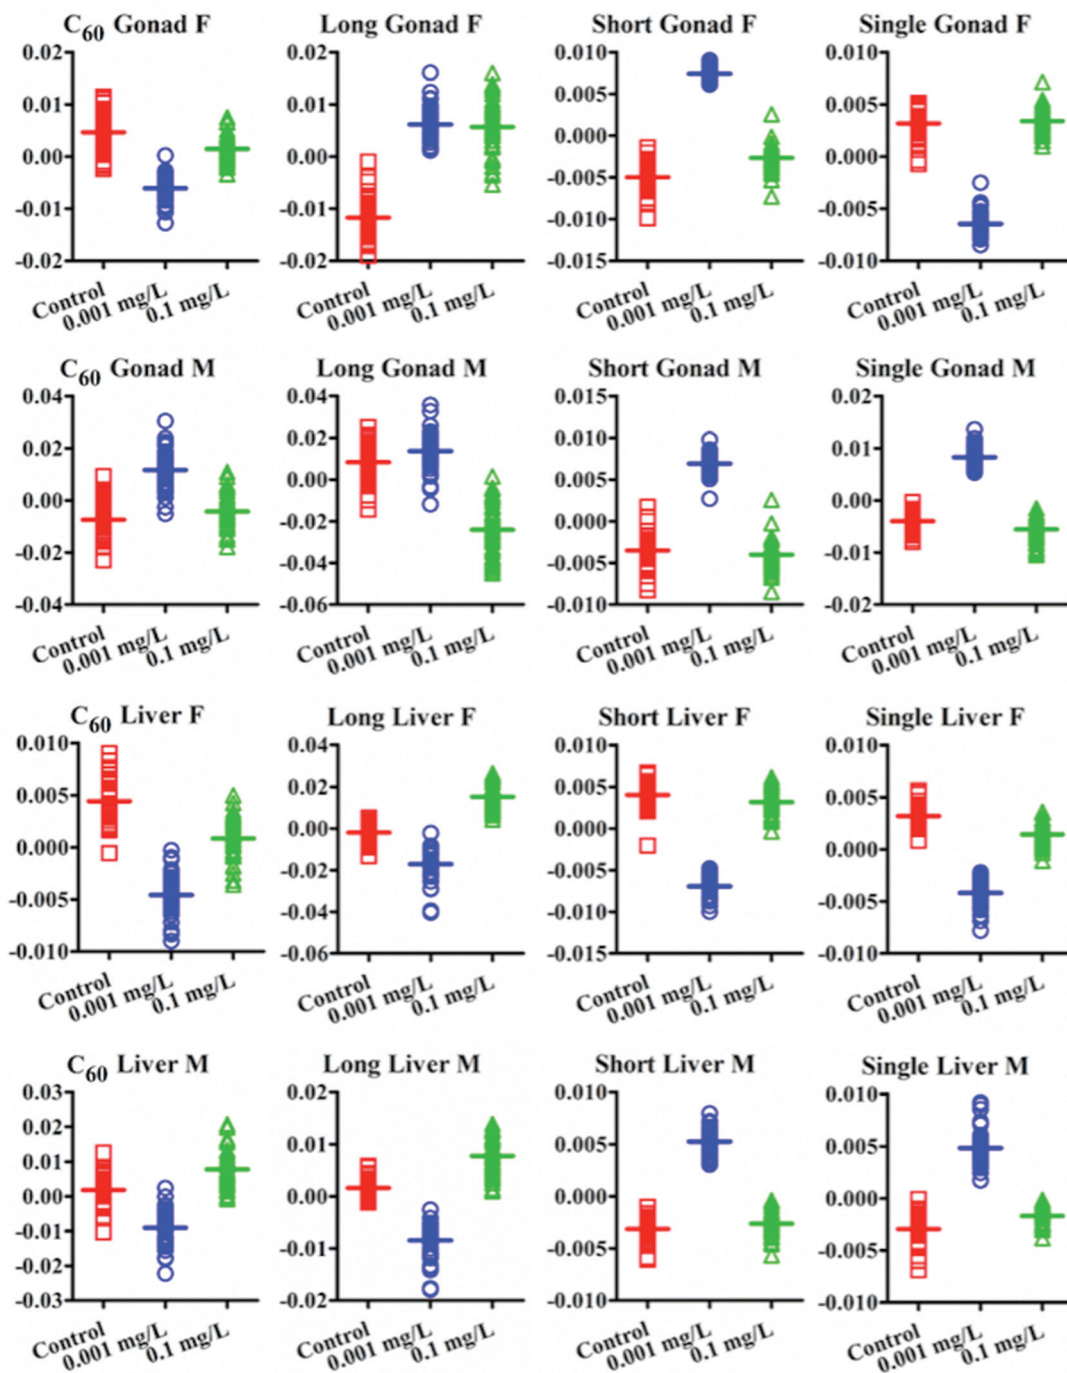 C60 Gonad F
0.02
0.01
0.00
-0.01
-0.02
Control
0.001 mg/L
0.1 mg/L
Long Gonad F
0.02
0.01
0.00
-0.01
-0.02
Control
0.001 mg/L
0.1 mg/L
Short Gonad F
0.010
0.005
0.000
-0.005
-0.010
-0.015
Control
0.001 mg/L
0.1 mg/L
Single Gonad F
0.010
0.005
0.000
-0.005
-0.010
Control
0.001 mg/L
0.1 mg/L
C60 Gonad M
0.04
0.02
0.00
-0.02
-0.04
Control
0.001 mg/L
0.1 mg/L
Long Gonad M
0.04
0.02
0.00
-0.02
-0.04
-0.06
Control
0.001 mg/L
0.1 mg/L
Short Gonad M
0.015
0.010
0.005
0.000
-0.005
-0.010
Control
0.001 mg/L
0.1 mg/L
Single Gonad M
0.02
0.01
0.00
-0.01
-0.02
Control
0.001 mg/L
0.1 mg/L
C60 Liver F
0.010
0.005
0.000
-0.005
-0.010
Control
0.001 mg/L
0.1 mg/L
Long Liver F
0.04
0.02
0.00
-0.02
-0.04
-0.06
Control
0.001 mg/L
0.1 mg/L
Short Liver F
0.010
0.005
0.000
-0.005
-0.010
-0.015
Control
0.001 mg/L
0.1 mg/L
Single Liver F
0.010
0.005
0.000
-0.005
-0.010
Control
0.001 mg/L
0.1 mg/L
C60 Liver M
0.03
0.02
0.01
0.00
-0.01
-0.02
-0.03
Control
0.001 mg/L
0.1 mg/L
Long Liver M
0.02
0.01
0.00
-0.01
-0.02
Control
0.001 mg/L
0.1 mg/L
Short Liver M
0.010
0.005
0.000
-0.005
-0.010
Control
0.001 mg/L
0.1 mg/L
Single Liver M
0.010
0.005
0.000
-0.005
-0.010
Control
0.001 mg/L
0.1 mg/L